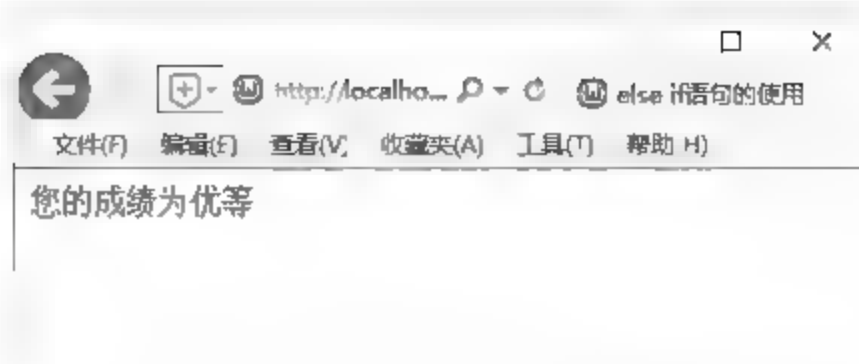 http://localho... else if语句的使用
文件(F) 编辑(E) 查看(V) 收藏夹(A) 工具(T) 帮助(H)
您的成绩为优等